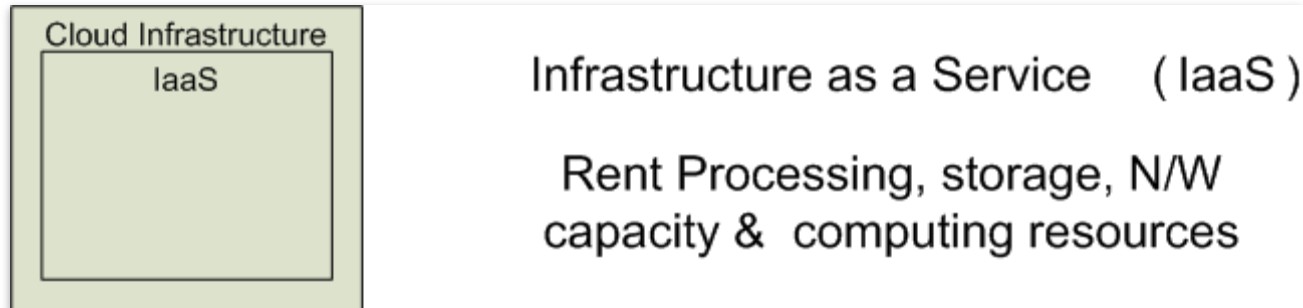 Cloud Infrastructure
IaaS
Infrastructure as a Service ( IaaS )
Rent Processing, storage, N/W
capacity & computing resources